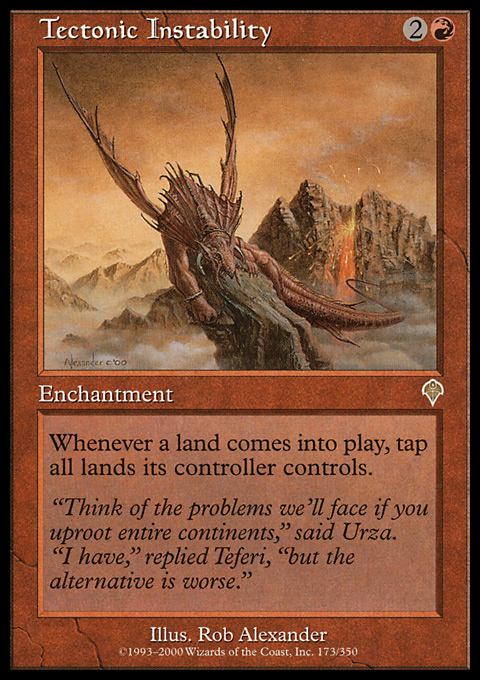 Tectonic Instability 2
Alexander ©'00
Enchantment
Whenever a land comes into play, tap
all lands its controller controls.
“Think of the problems we’ll face if you
uproot entire continents,” said Urza.
“I have,” replied Teferi, “but the
alternative is worse.”
Illus. Rob Alexander
©1993–2000 Wizards of the Coast, Inc. 173/350